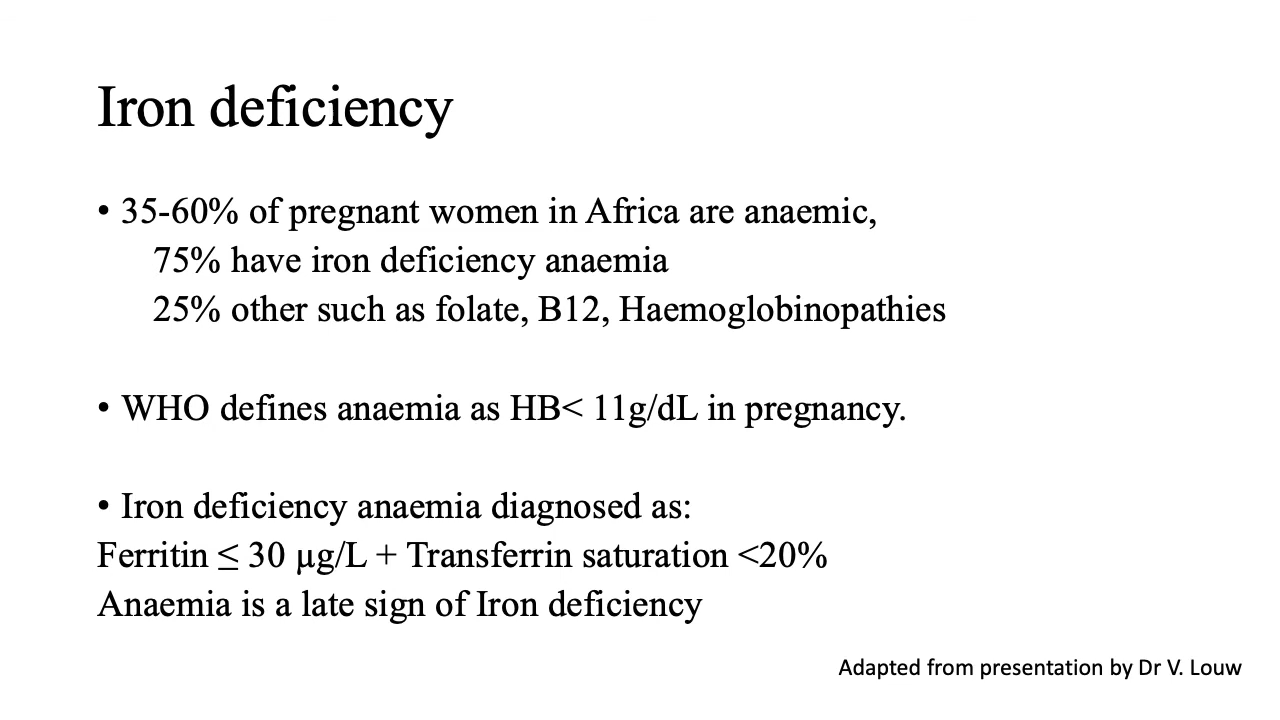 Iron deficiency
• 35-60% of pregnant women in Africa are anaemic,
75% have iron deficiency anaemia
25% other such as folate, B12, Haemoglobinopathies
• WHO defines anaemia as HB< 11g/dL in pregnancy.
• Iron deficiency anaemia diagnosed as:
Ferritin ≤ 30 µg/L + Transferrin saturation <20%
Anaemia is a late sign of Iron deficiency
Adapted from presentation by Dr V. Louw